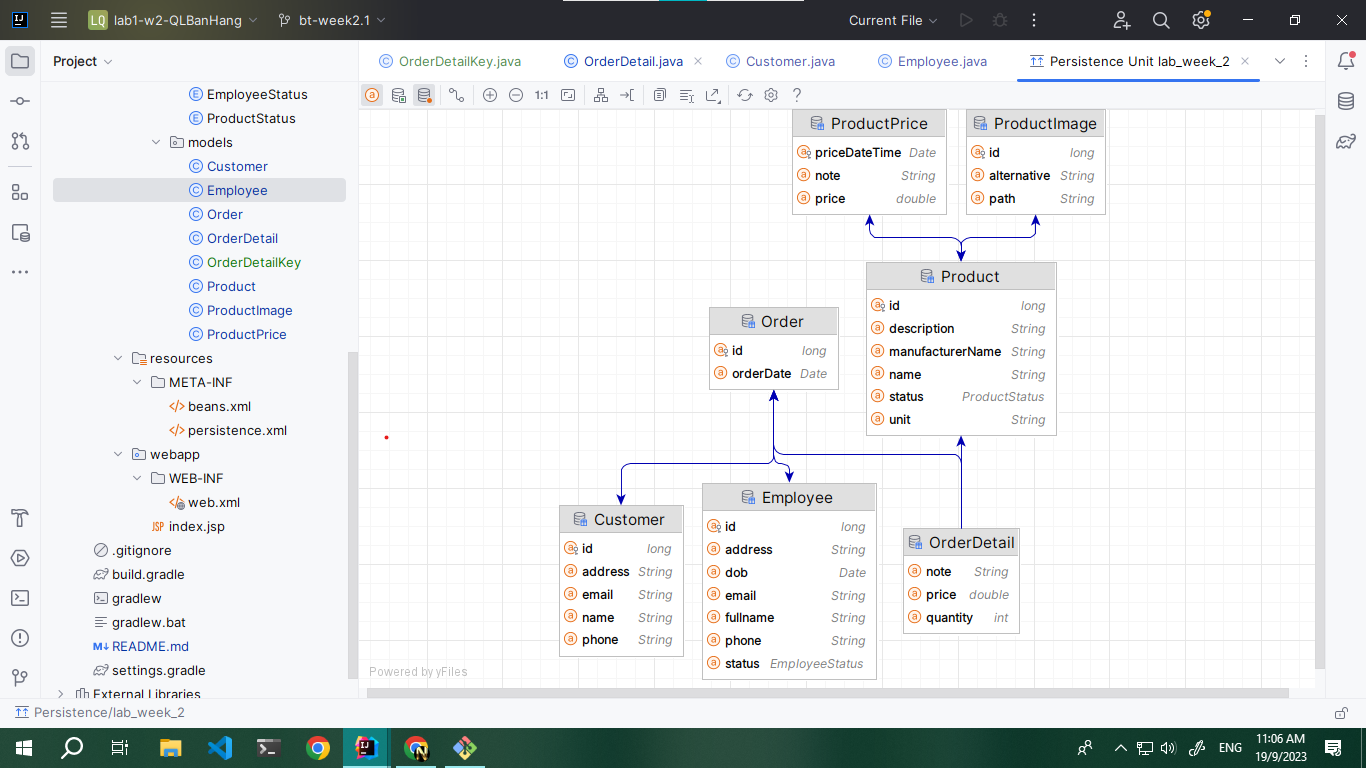 LQ lab1-w2-QLBanHang bt-week2.1 Current File
Project
OrderDetailKey.java OrderDetail.java Customer.java Employee.java Persistence Unit lab_week_2
EmployeeStatus
ProductStatus
models
Customer
Employee
Order
OrderDetail
OrderDetailKey
Product
ProductImage
ProductPrice
resources
META-INF
beans.xml
persistence.xml
webapp
WEB-INF
web.xml
JSP index.jsp
.gitignore
build.gradle
gradlew
gradlew.bat
M↓ README.md
settings.gradle
External Libraries
1:1
ProductPrice
priceDateTime Date
note String
price double
ProductImage
id long
alternative String
path String
Product
id long
description String
manufacturerName String
name String
status ProductStatus
unit String
Order
id long
orderDate Date
Customer
id long
address String
email String
name String
phone String
Employee
id long
address String
dob Date
email String
fullname String
phone String
status EmployeeStatus
OrderDetail
note String
price double
quantity int
Powered by yFiles
Persistence/lab_week_2
ENG
11:06 AM
19/9/2023